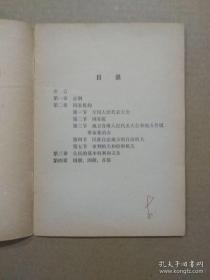 目录
序言
第一章 总纲
第二章 国家机构
第一节 全国人民代表大会
第二节 国务院
第三节 地方各级人民代表大会和地方各级
革命委员会
第四节 民族自治地方的自治机关
第五节 审判机关和检察机关
第三章 公民的基本权利和义务
第四章 国旗、国徽、首都